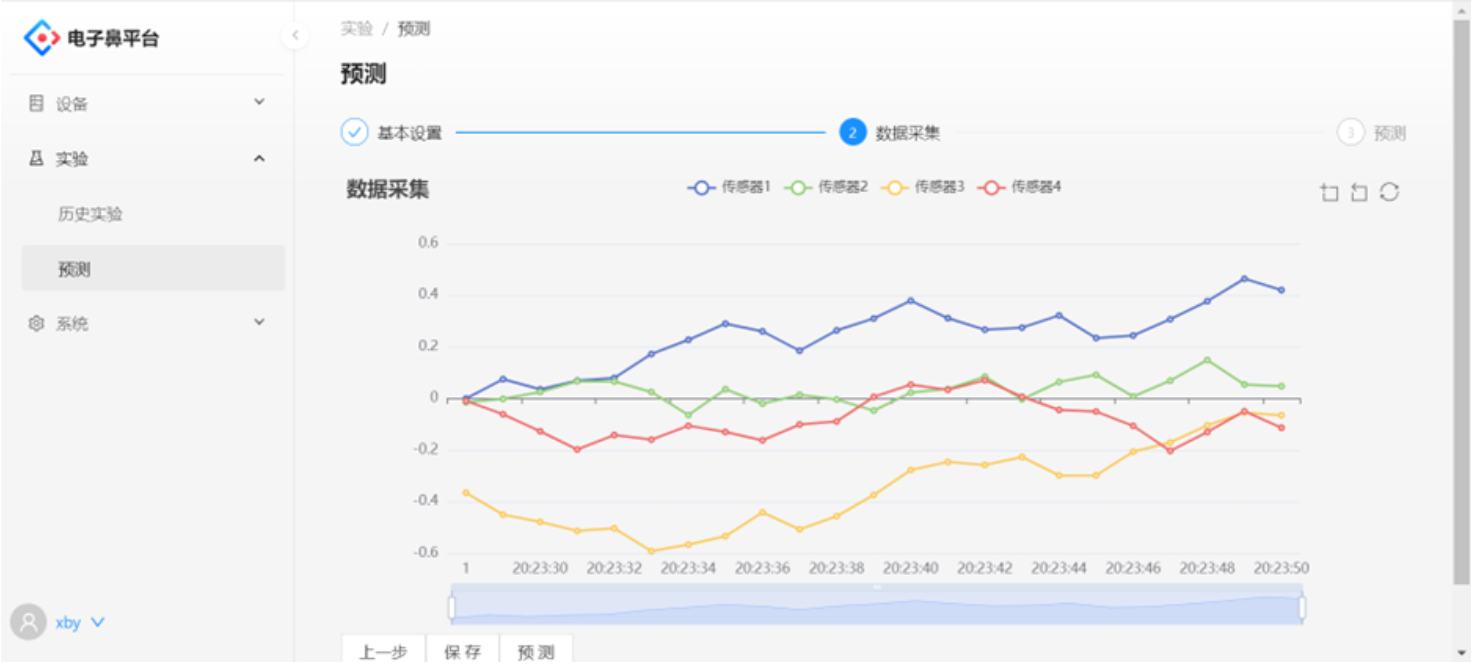 电子鼻平台
设备
实验
历史实验
预测
系统
xby
实验 / 预测
预测
基本设置
2 数据采集
3 预测
数据采集
传感器1 传感器2 传感器3 传感器4
0.6
0.4
0.2
0
-0.2
-0.4
-0.6
1 20:23:30 20:23:32 20:23:34 20:23:36 20:23:38 20:23:40 20:23:42 20:23:44 20:23:46 20:23:48 20:23:50
上一步 保存 预测